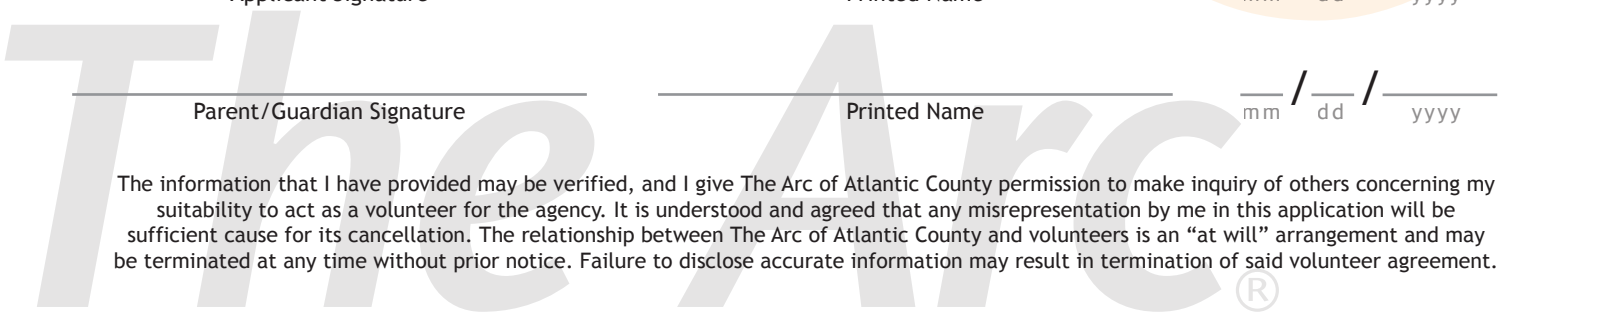 Applicant Signature Printed Name mm dd yyyy
/ /
Parent/Guardian Signature Printed Name mm dd yyyy
The Arc®
The information that I have provided may be verified, and I give The Arc of Atlantic County permission to make inquiry of others concerning my
suitability to act as a volunteer for the agency. It is understood and agreed that any misrepresentation by me in this application will be
sufficient cause for its cancellation. The relationship between The Arc of Atlantic County and volunteers is an “at will” arrangement and may
be terminated at any time without prior notice. Failure to disclose accurate information may result in termination of said volunteer agreement.